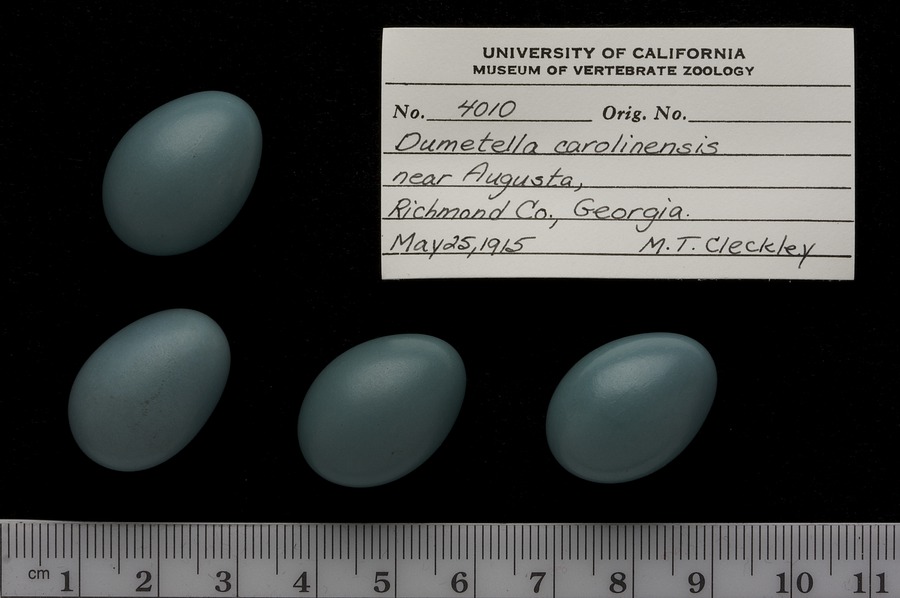 UNIVERSITY OF CALIFORNIA
MUSEUM OF VERTEBRATE ZOOLOGY
No. 4010 Orig. No.
Dumetella carolinensis
near Augusta,
Richmond Co., Georgia.
May 25, 1915 M.T. Cleckley
cm 1 2 3 4 5 6 7 8 9 10 11